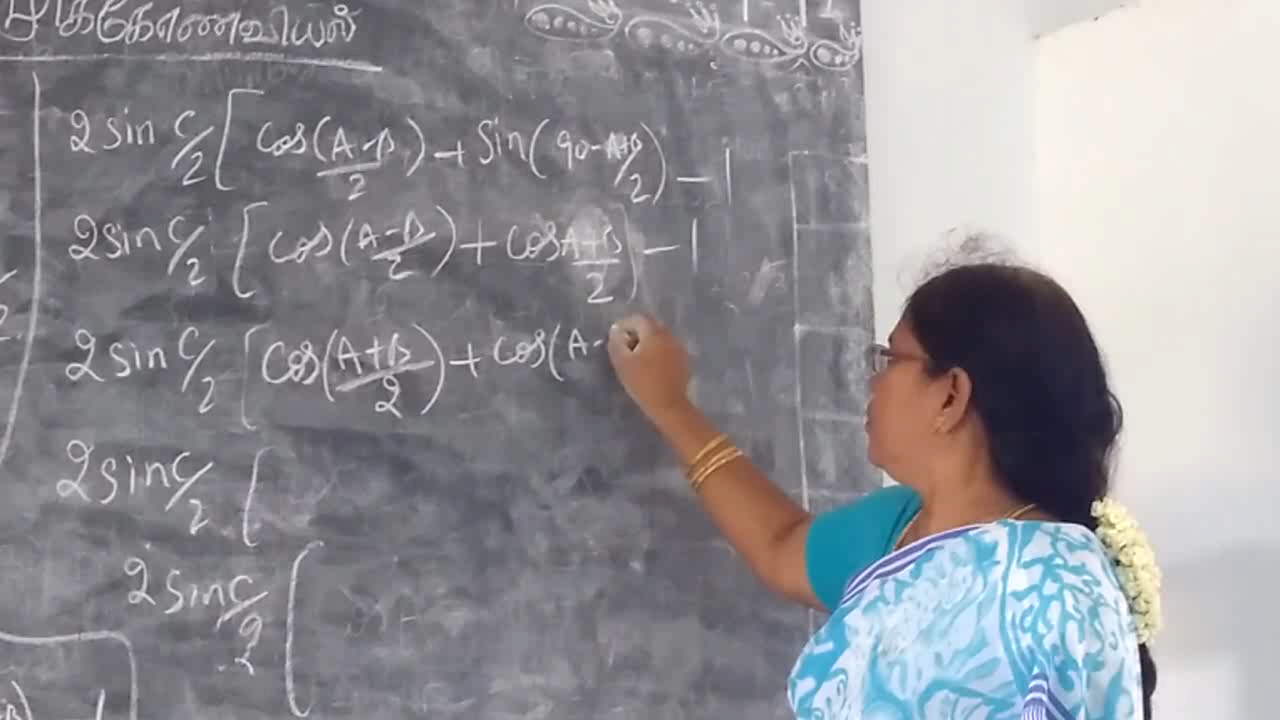 திரிகோணவியல்
2 sin C/2 [ cos(A-B/2) + sin(90-A+B/2) - 1
2 sin C/2 [ cos(A-B/2) + cos A+B/2) - 1
2 sin C/2 [ cos(A+B/2) + cos(A-
2 sin C/2 [
2 sin C/2 [